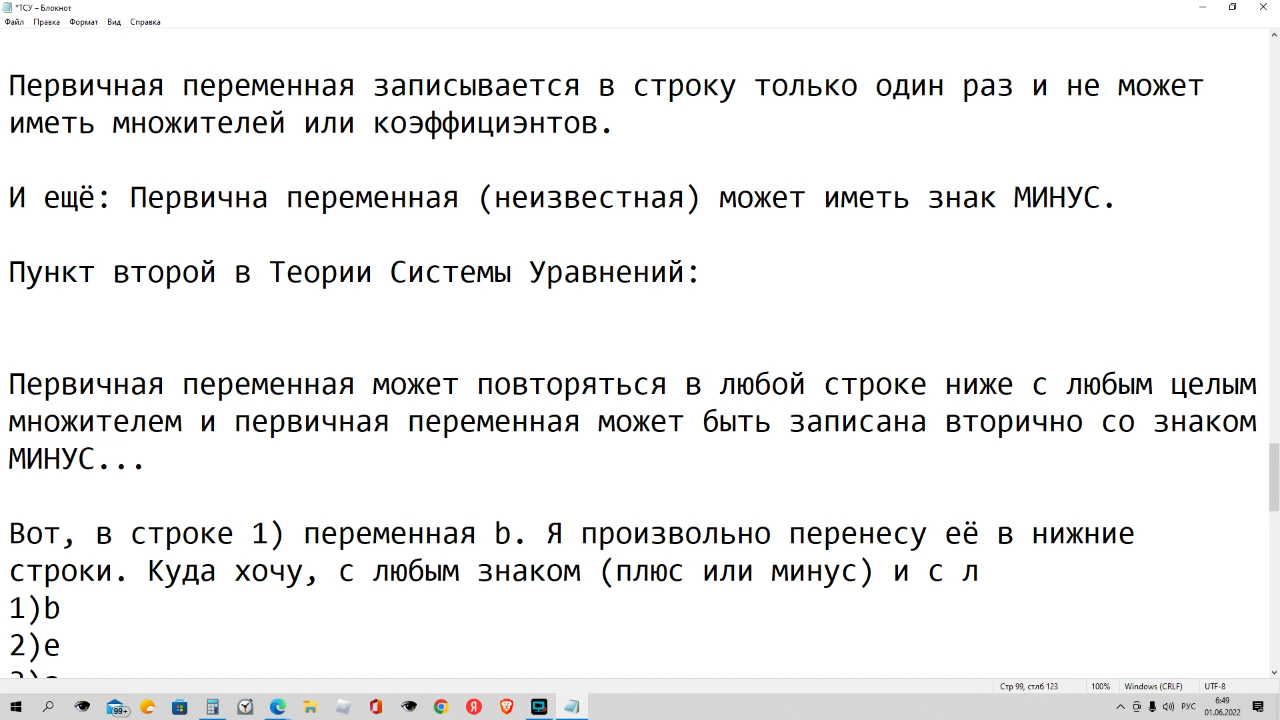 *ТСУ – Блокнот
Файл Правка Формат Вид Справка
Первичная переменная записывается в строку только один раз и не может
иметь множителей или коэффициэнтов.
И ещё: Первична переменная (неизвестная) может иметь знак МИНУС.
Пункт второй в Теории Системы Уравнений:
Первичная переменная может повторяться в любой строке ниже с любым целым
множителем и первичная переменная может быть записана вторично со знаком
МИНУС...
Вот, в строке 1) переменная b. Я произвольно перенесу её в нижние
строки. Куда хочу, с любым знаком (плюс или минус) и с л
1)b
2)e
Стр 99, стлб 123 100% Windows (CRLF) UTF-8
99+ РУС 6:49
01.06.2022